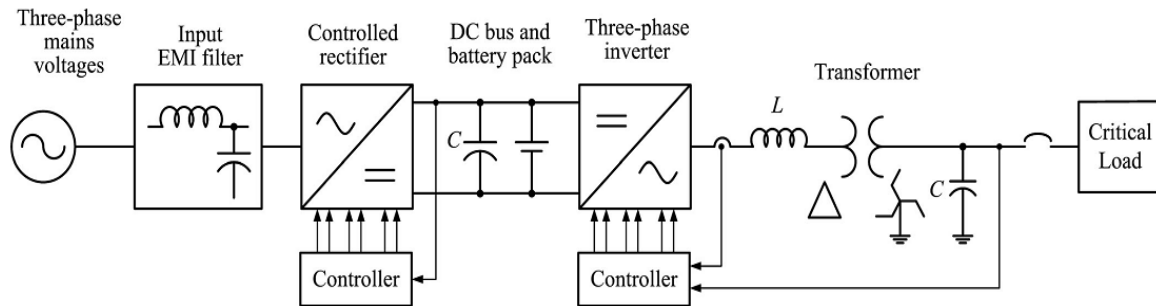 Three-phase
mains
voltages
Input
EMI filter
Controlled
rectifier
DC bus and
battery pack
Three-phase
inverter
Transformer
L
C
C
Critical
Load
Controller
Controller